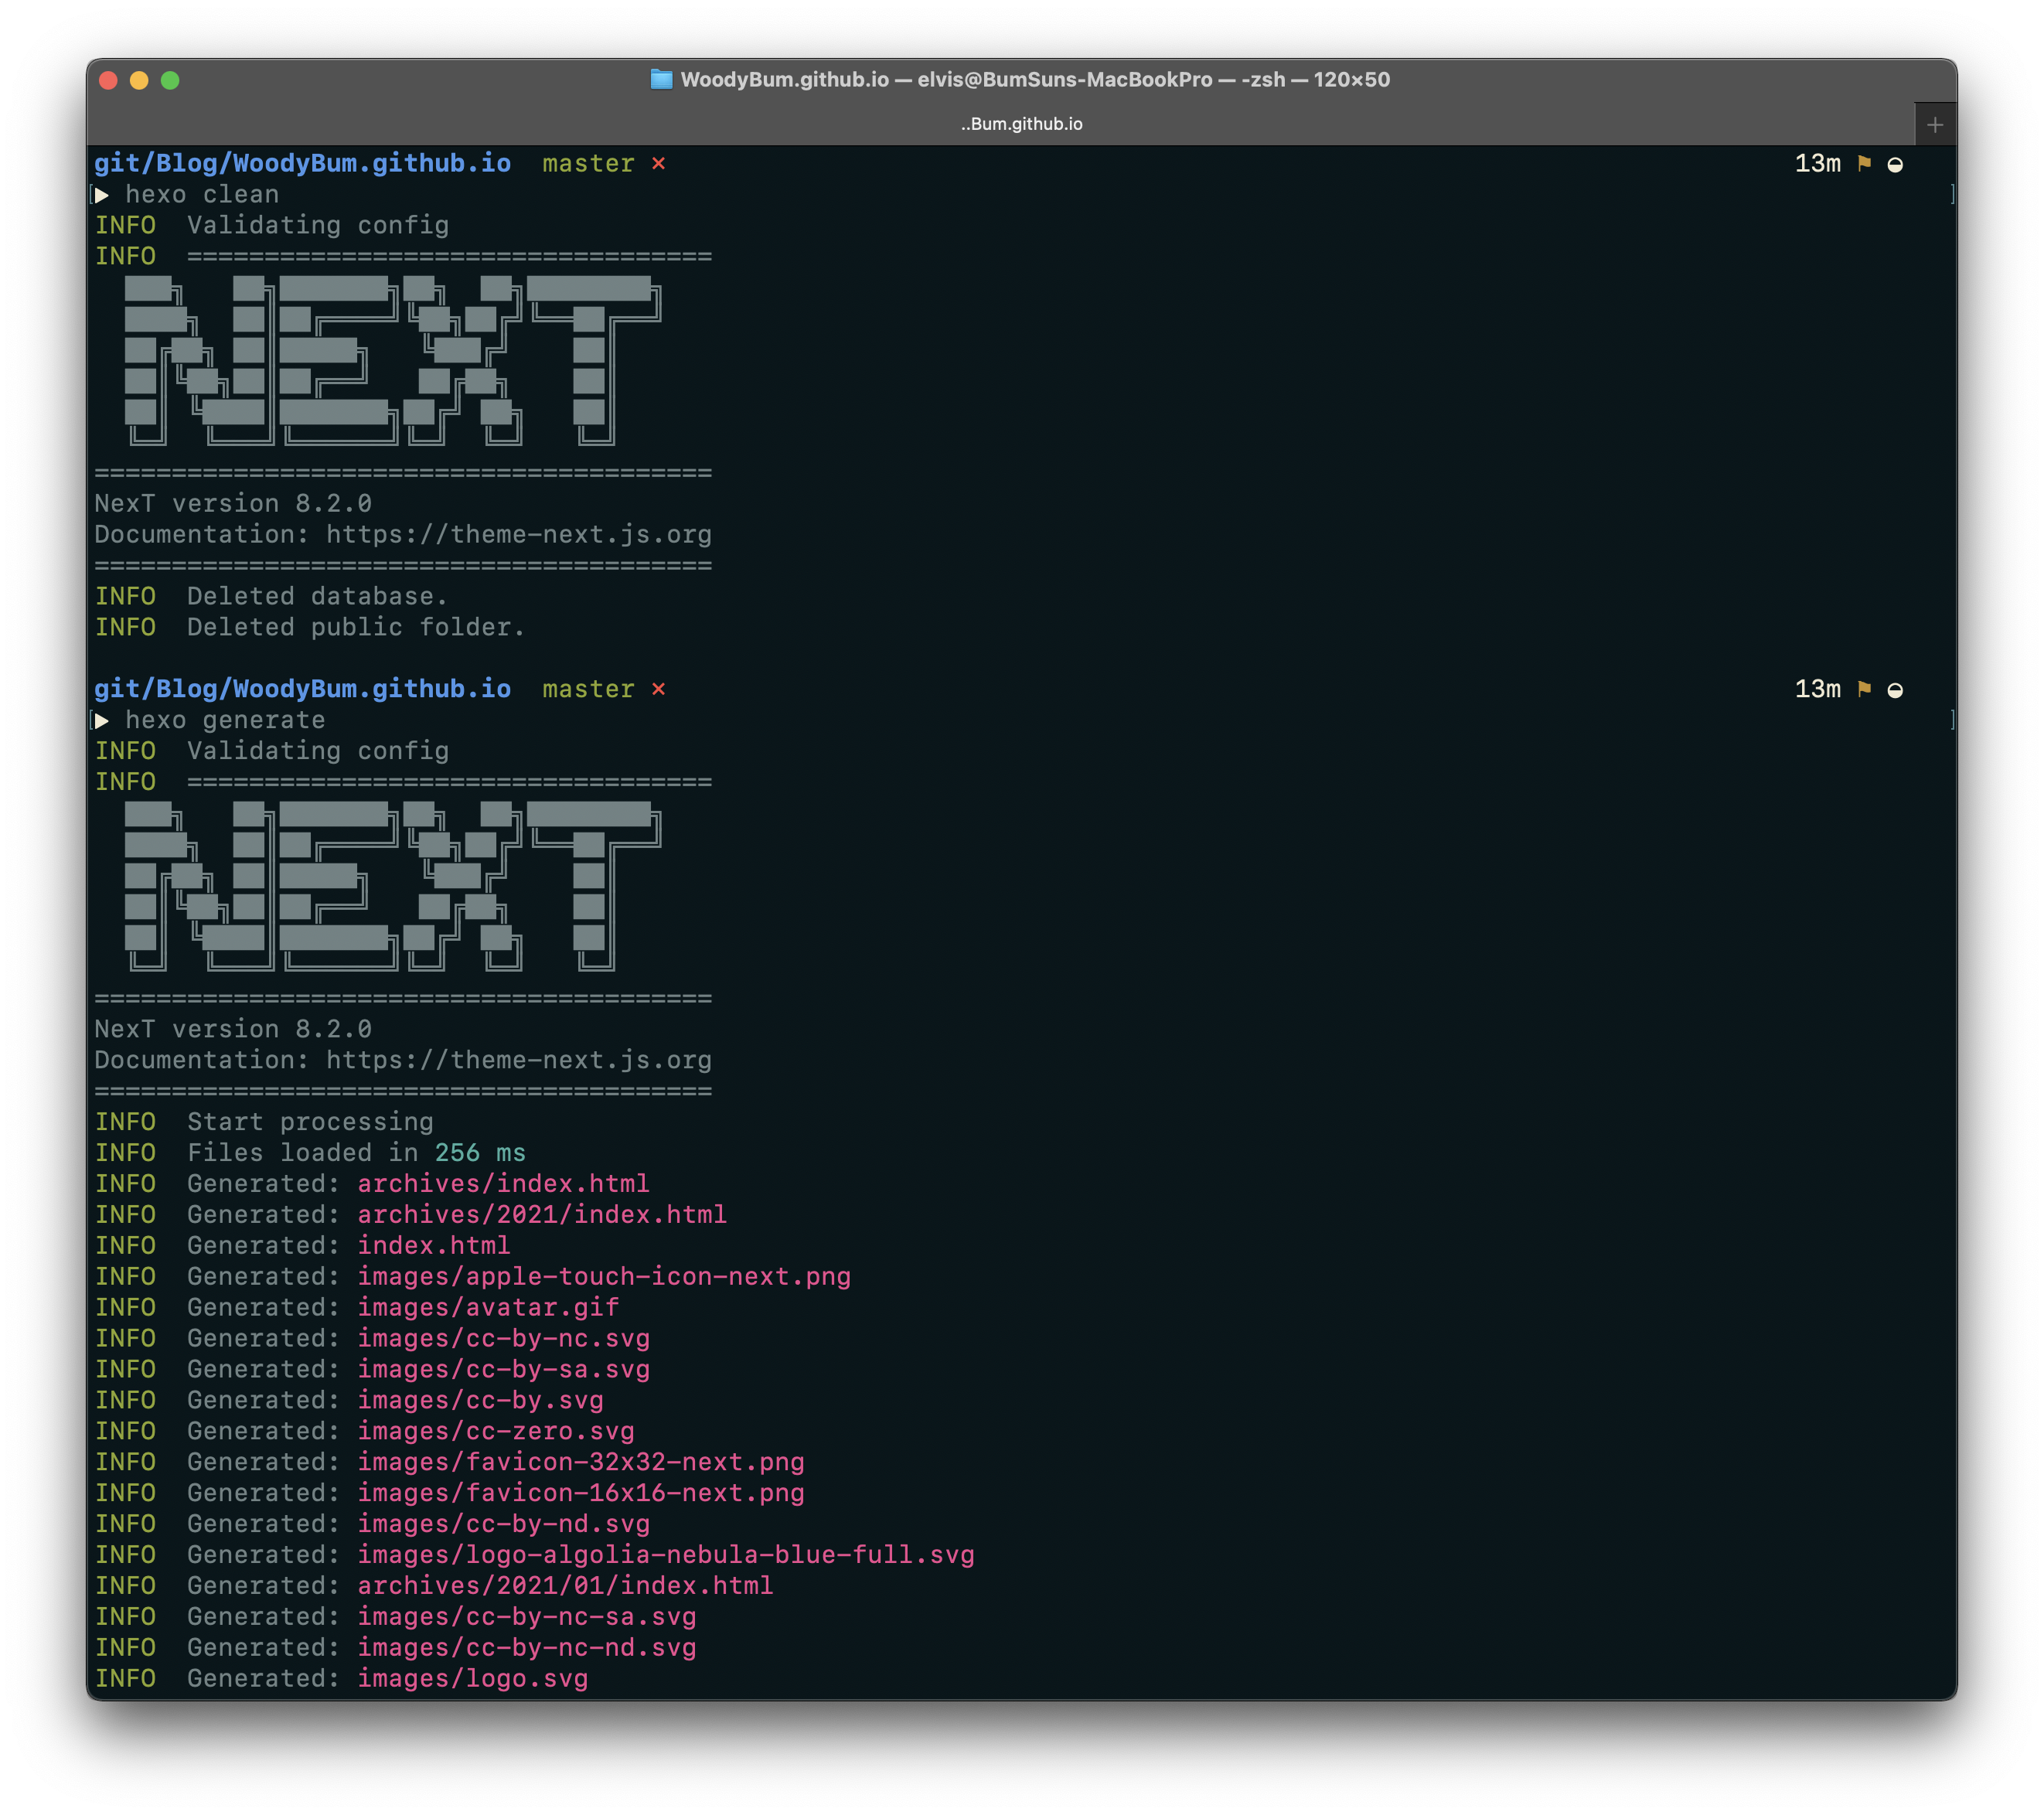 WoodyBum.github.io — elvis@BumSuns-MacBookPro — -zsh — 120×50
..Bum.github.io
git/Blog/WoodyBum.github.io  master ×  13m ⚑ ◒
▶ hexo clean
INFO  Validating config
INFO  ==================================
NEXT
========================================
NexT version 8.2.0
Documentation: https://theme-next.js.org
========================================
INFO  Deleted database.
INFO  Deleted public folder.
git/Blog/WoodyBum.github.io  master ×  13m ⚑ ◒
▶ hexo generate
INFO  Validating config
INFO  ==================================
NEXT
========================================
NexT version 8.2.0
Documentation: https://theme-next.js.org
========================================
INFO  Start processing
INFO  Files loaded in 256 ms
INFO  Generated: archives/index.html
INFO  Generated: archives/2021/index.html
INFO  Generated: index.html
INFO  Generated: images/apple-touch-icon-next.png
INFO  Generated: images/avatar.gif
INFO  Generated: images/cc-by-nc.svg
INFO  Generated: images/cc-by-sa.svg
INFO  Generated: images/cc-by.svg
INFO  Generated: images/cc-zero.svg
INFO  Generated: images/favicon-32x32-next.png
INFO  Generated: images/favicon-16x16-next.png
INFO  Generated: images/cc-by-nd.svg
INFO  Generated: images/logo-algolia-nebula-blue-full.svg
INFO  Generated: archives/2021/01/index.html
INFO  Generated: images/cc-by-nc-sa.svg
INFO  Generated: images/cc-by-nc-nd.svg
INFO  Generated: images/logo.svg